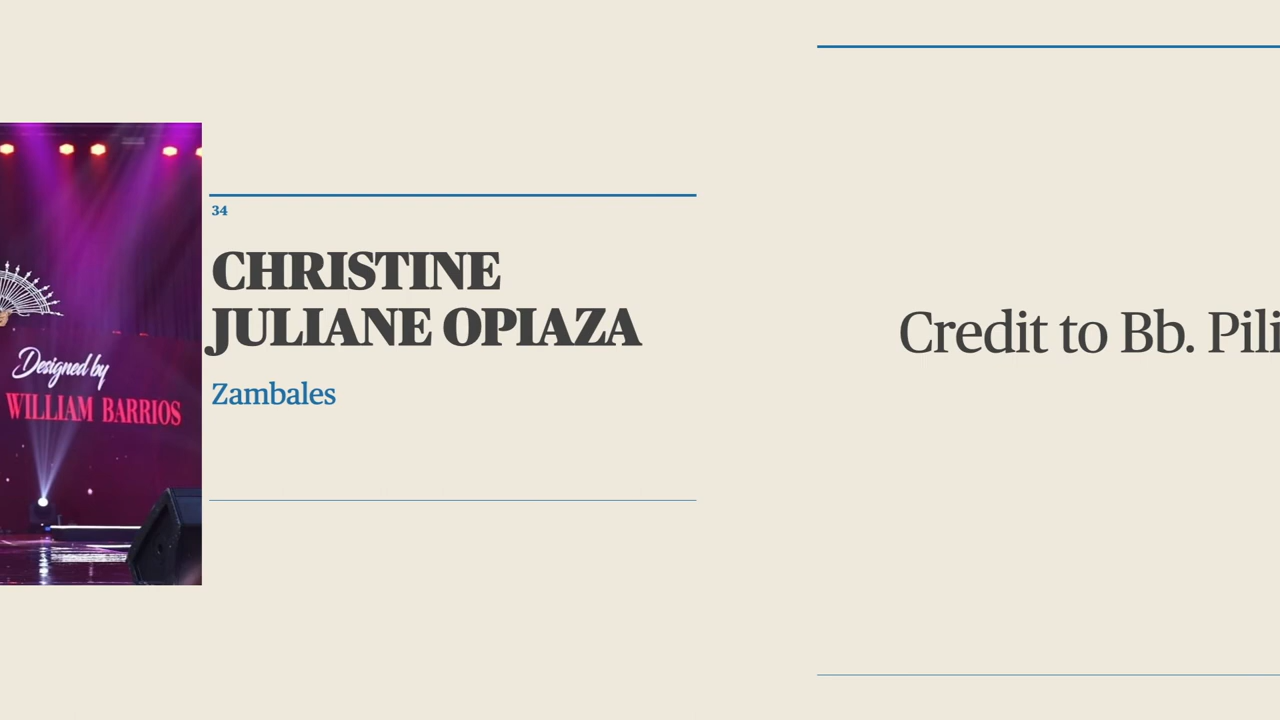 Designed by
WILLIAM BARRIOS
34
CHRISTINE
JULIANE OPIAZA
Zambales
Credit to Bb. Pili